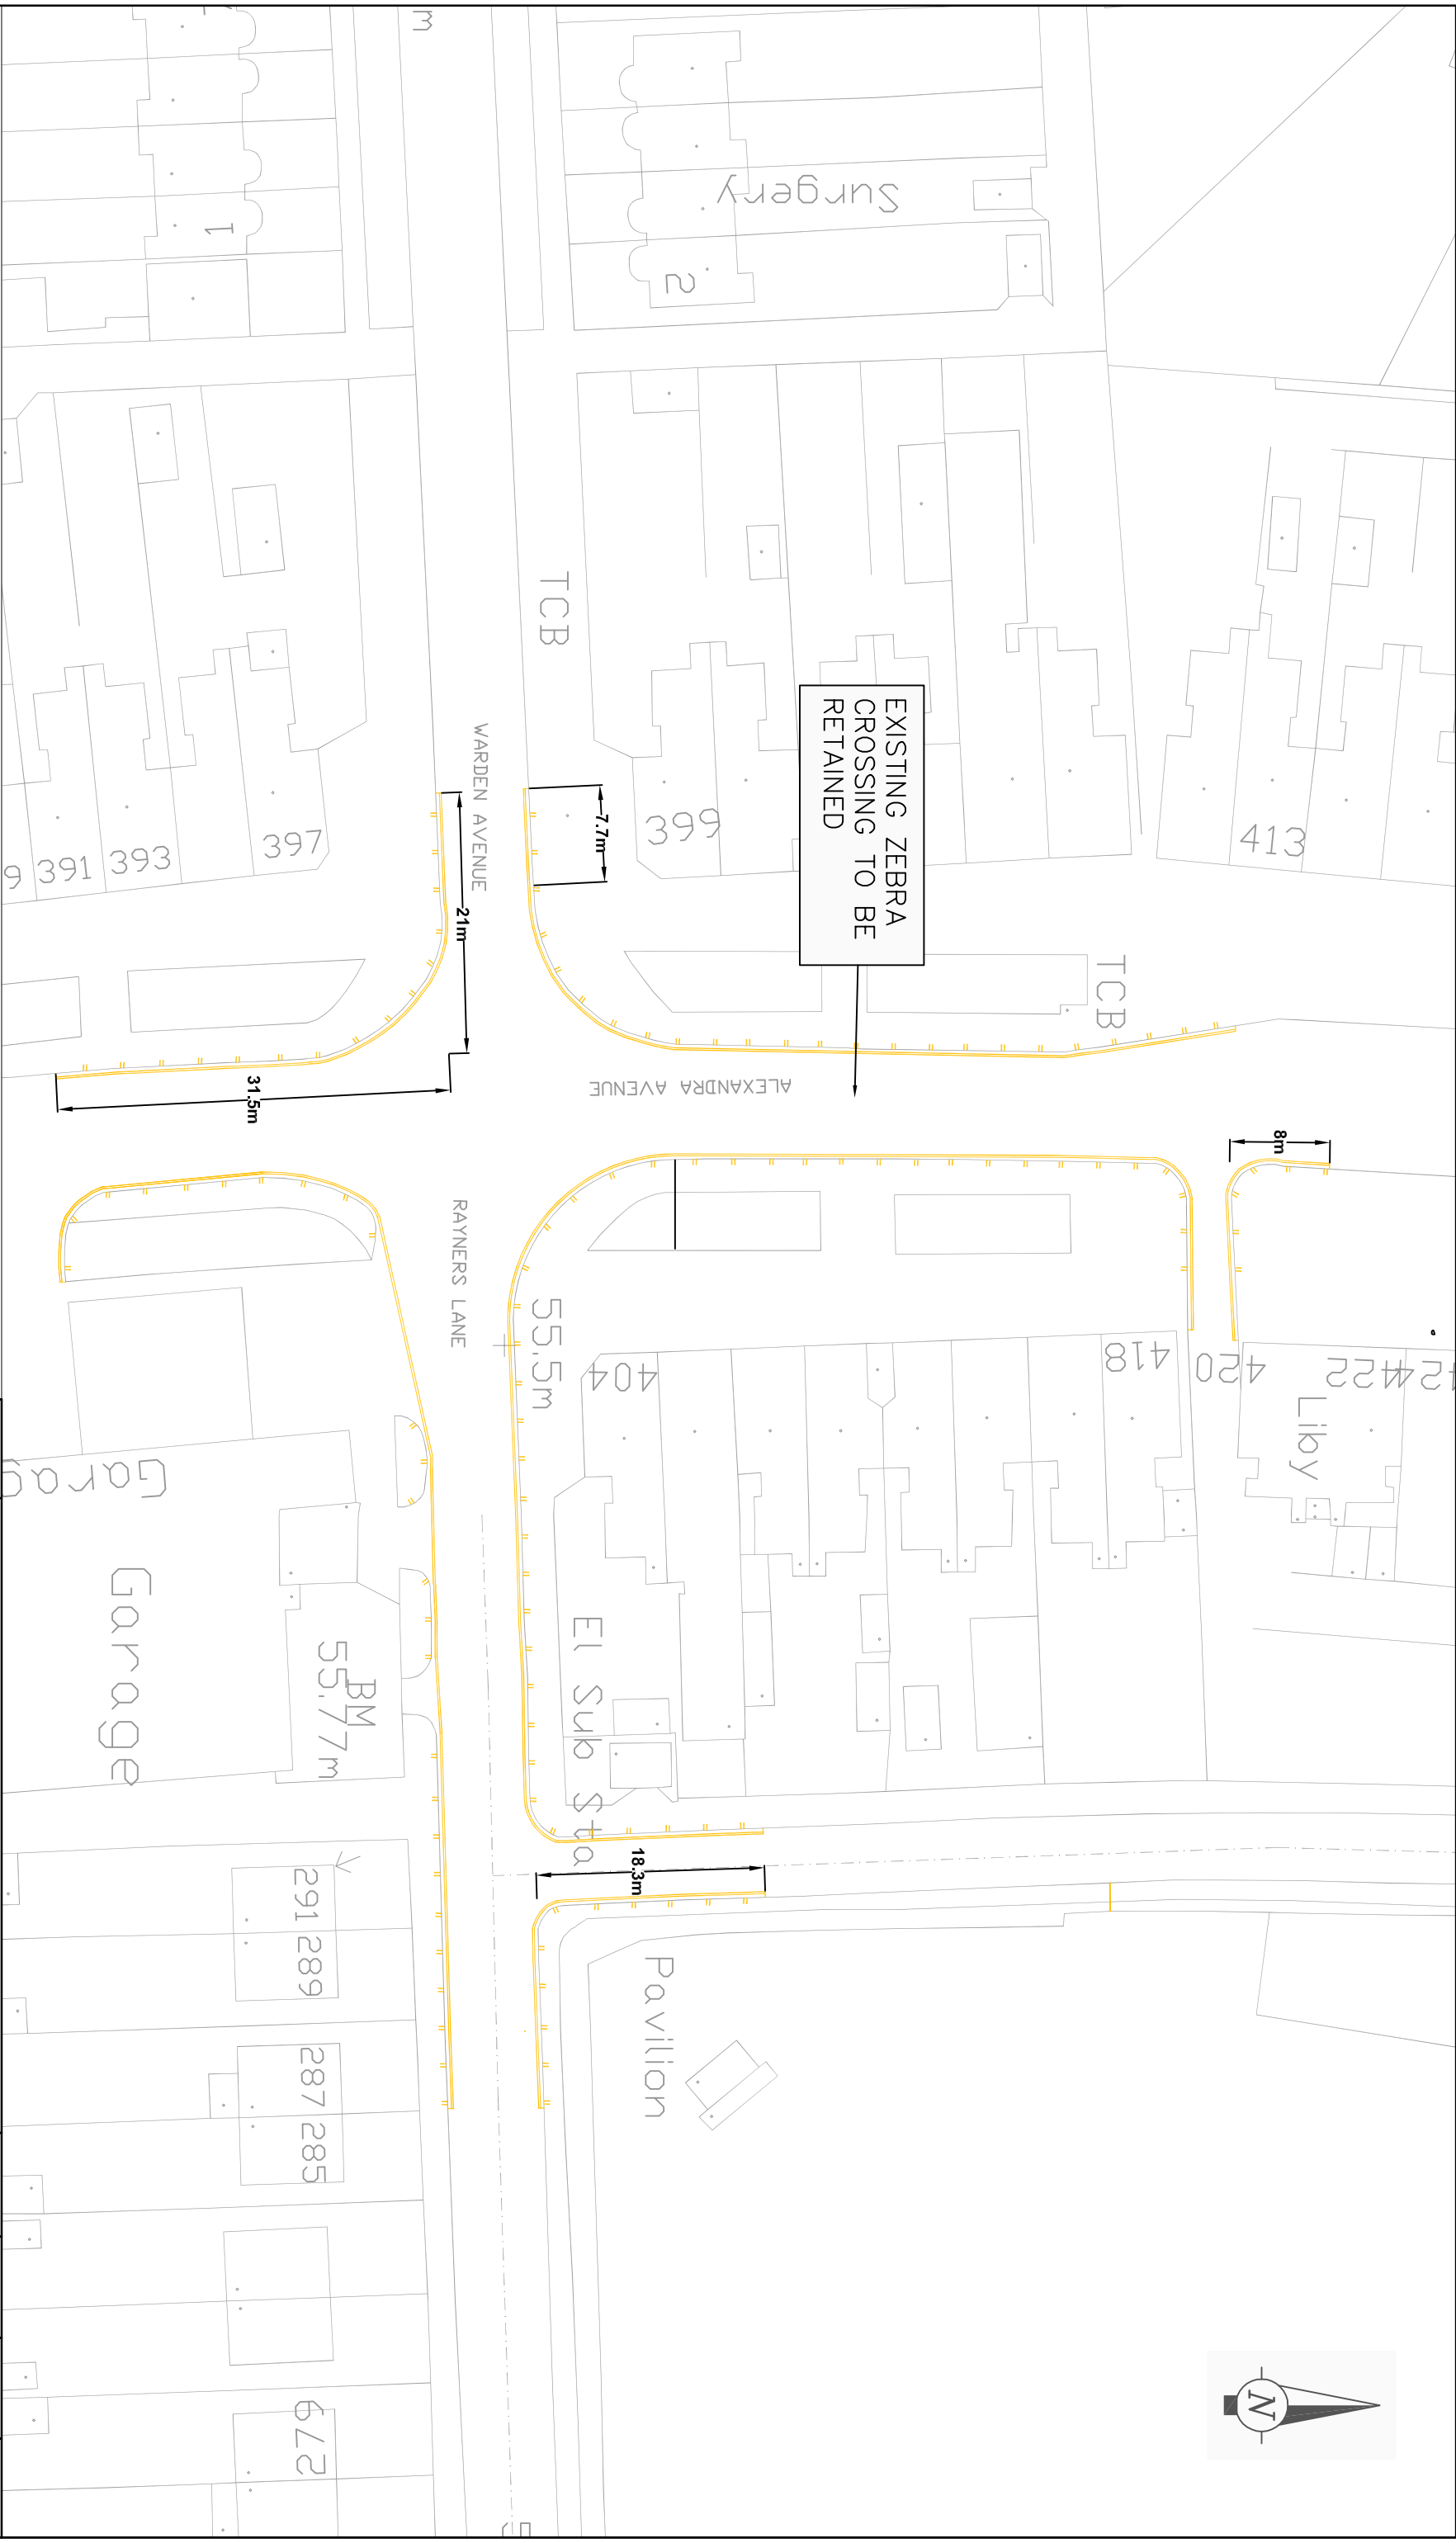 EXISTING ZEBRA
CROSSING TO BE
RETAINED
Surgery
1
2
m
TCB
TCB
WARDEN AVENUE
ALEXANDRA AVENUE
RAYNERS LANE
7.7m
21m
31.5m
8m
18.3m
9
391
393
397
399
413
404
418
420
422
424
Liby
55.5m
El Sub Sta
Garage
BM
55.77m
Pavilion
291
289
287
285
279
N